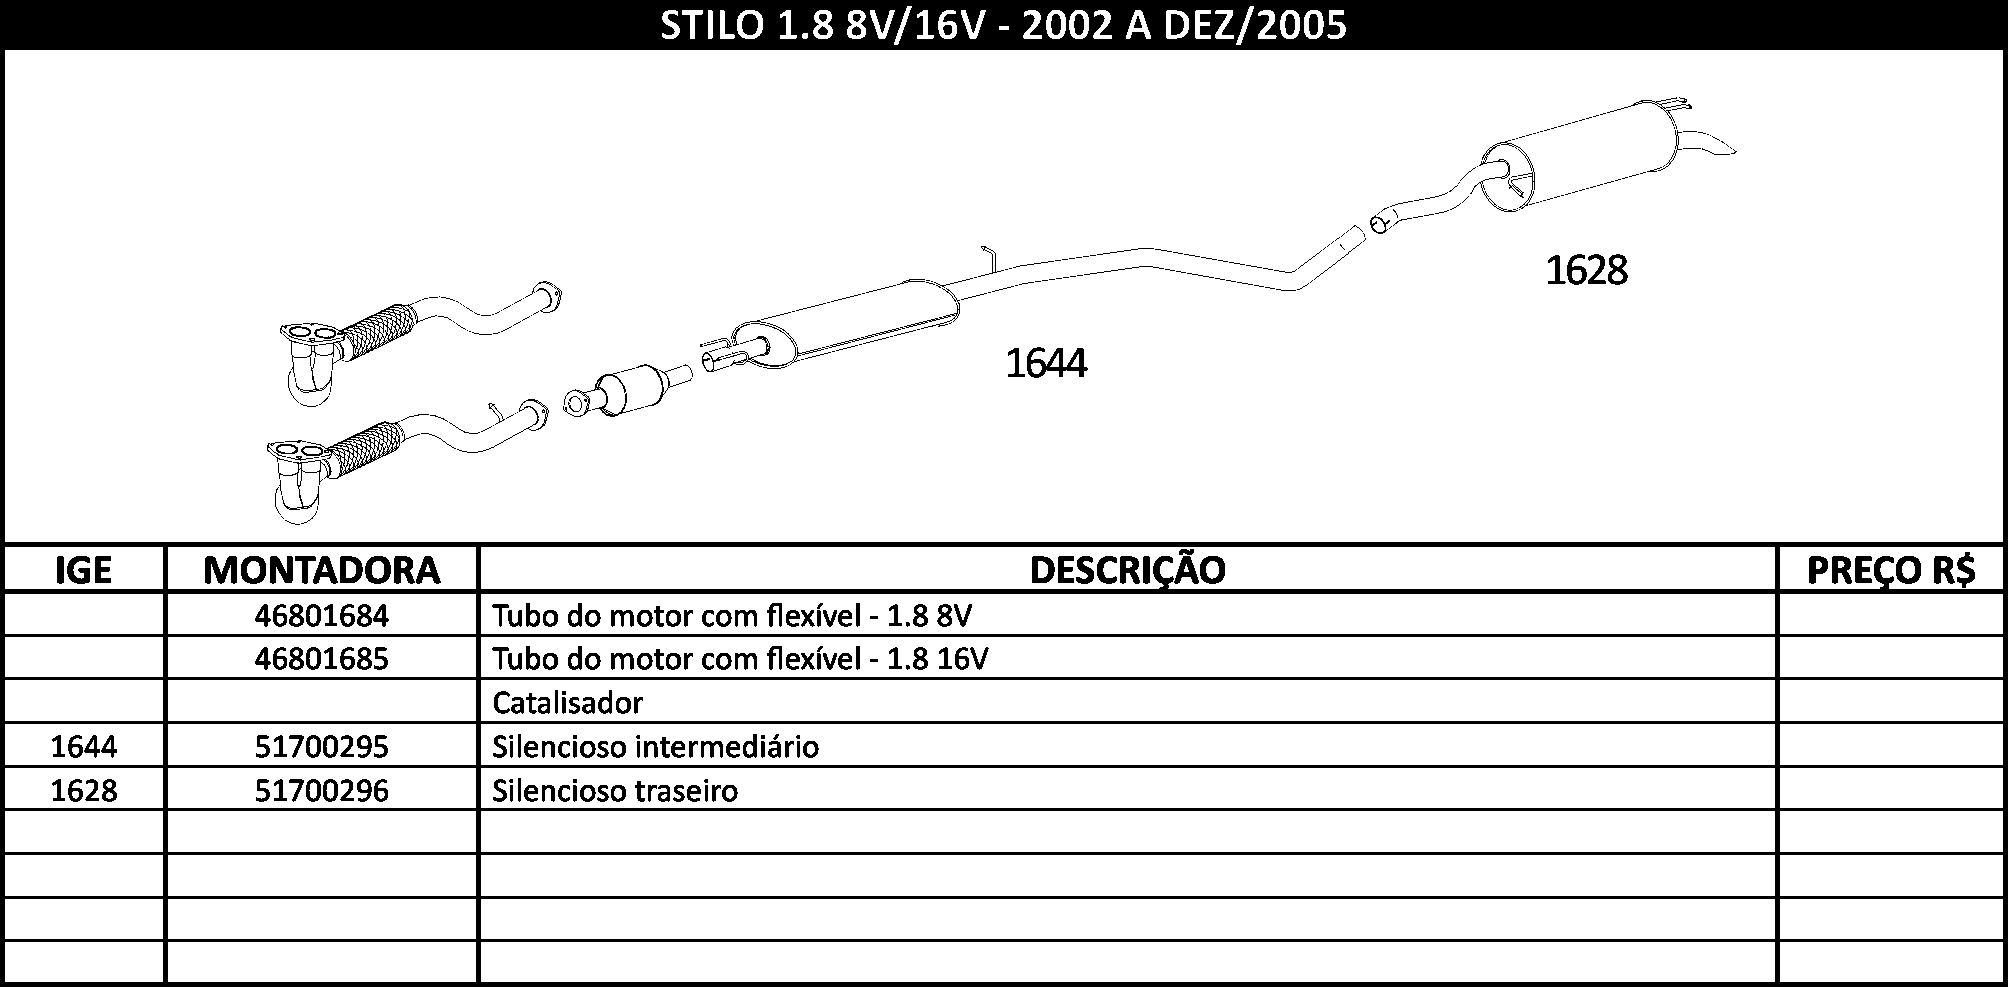 STILO 1.8 8V/16V - 2002 A DEZ/2005
1628
1644
IGE MONTADORA DESCRIÇÃO PREÇO R$
46801684 Tubo do motor com flexível - 1.8 8V
46801685 Tubo do motor com flexível - 1.8 16V
Catalisador
1644 51700295 Silencioso intermediário
1628 51700296 Silencioso traseiro